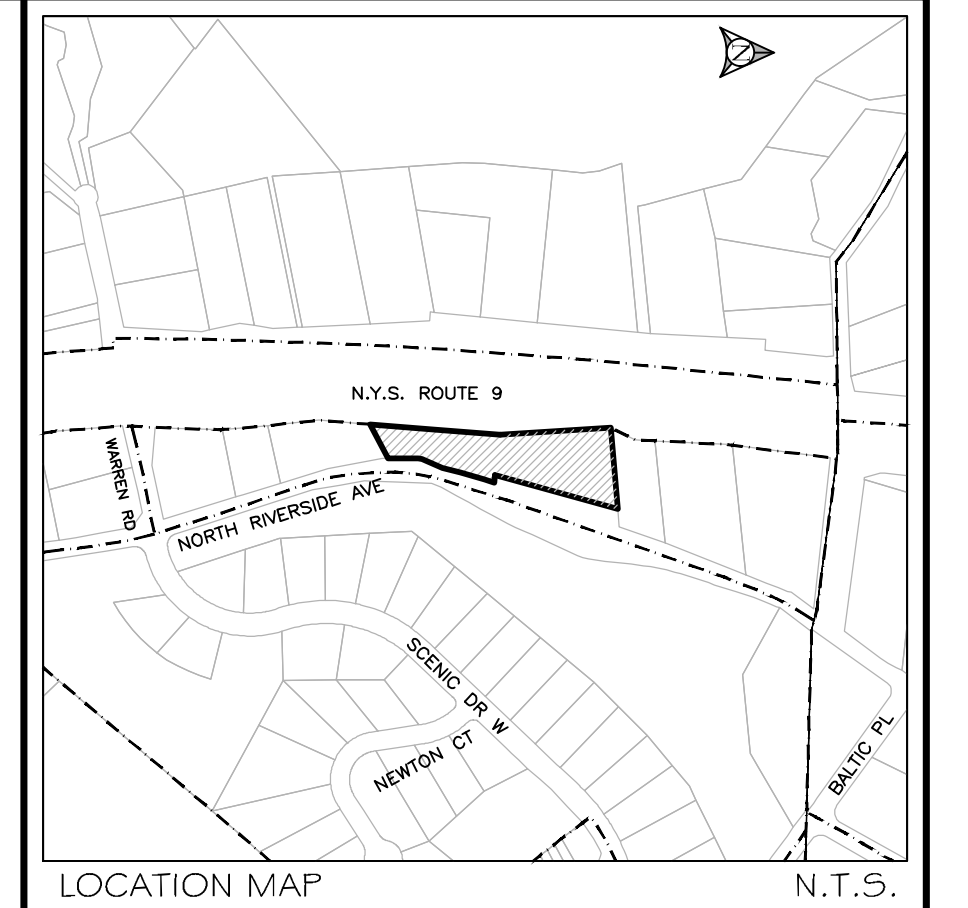 N
N.Y.S. ROUTE 9
WARREN RD
NORTH RIVERSIDE AVE
SCENIC DR W
NEWTON CT
BALTIC PL
LOCATION MAP
N.T.S.